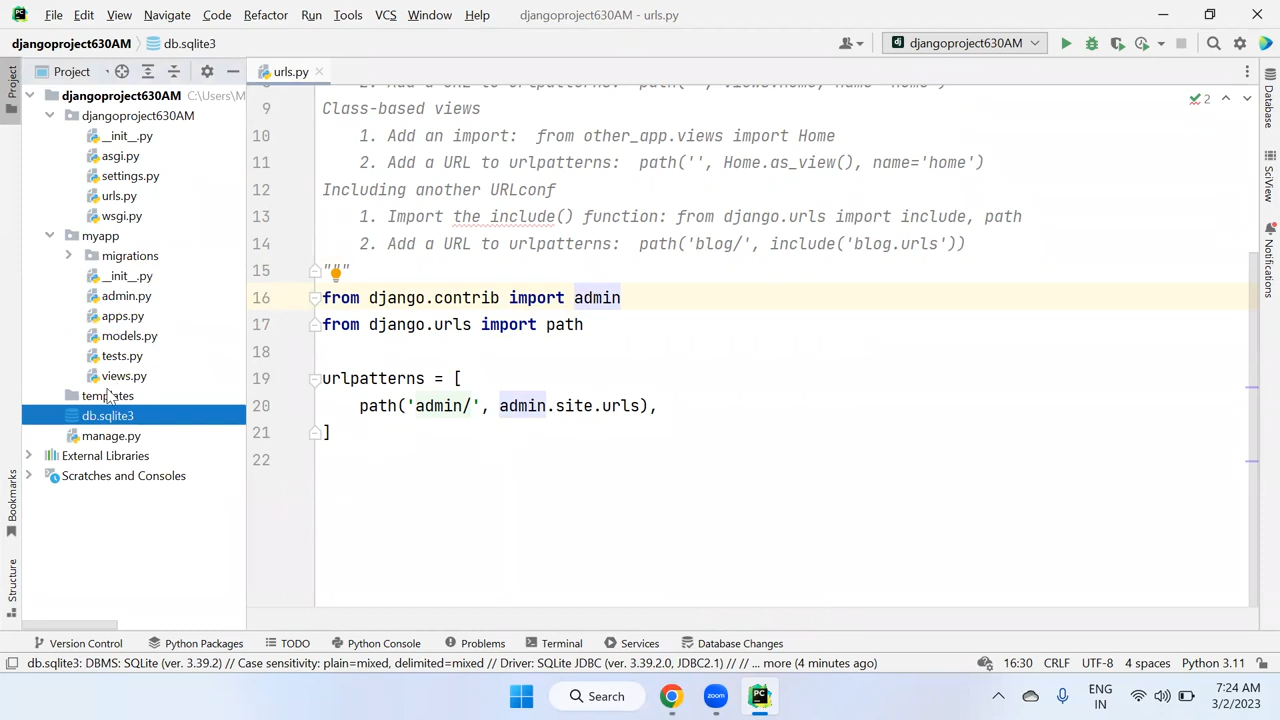 File Edit View Navigate Code Refactor Run Tools VCS Window Help djangoproject630AM - urls.py
djangoproject630AM db.sqlite3 djangoproject630AM
Project urls.py
Project
djangoproject630AM C:\Users\M
djangoproject630AM
__init__.py
asgi.py
settings.py
urls.py
wsgi.py
myapp
migrations
__init__.py
admin.py
apps.py
models.py
tests.py
views.py
templates
db.sqlite3
manage.py
External Libraries
Scratches and Consoles
Bookmarks
Structure
2
9 Class-based views
10 1. Add an import: from other_app.views import Home
11 2. Add a URL to urlpatterns: path('', Home.as_view(), name='home')
12 Including another URLconf
13 1. Import the include() function: from django.urls import include, path
14 2. Add a URL to urlpatterns: path('blog/', include('blog.urls'))
15 """
16 from django.contrib import admin
17 from django.urls import path
18
19 urlpatterns = [
20 path('admin/', admin.site.urls),
21 ]
22
Database
SciView
Notifications
Version Control Python Packages TODO Python Console Problems Terminal Services Database Changes
db.sqlite3: DBMS: SQLite (ver. 3.39.2) // Case sensitivity: plain=mixed, delimited=mixed // Driver: SQLite JDBC (ver. 3.39.2.0, JDBC2.1) // // ... more (4 minutes ago) 16:30 CRLF UTF-8 4 spaces Python 3.11
Search zoom PC ENG IN 7:24 AM 3/2/2023